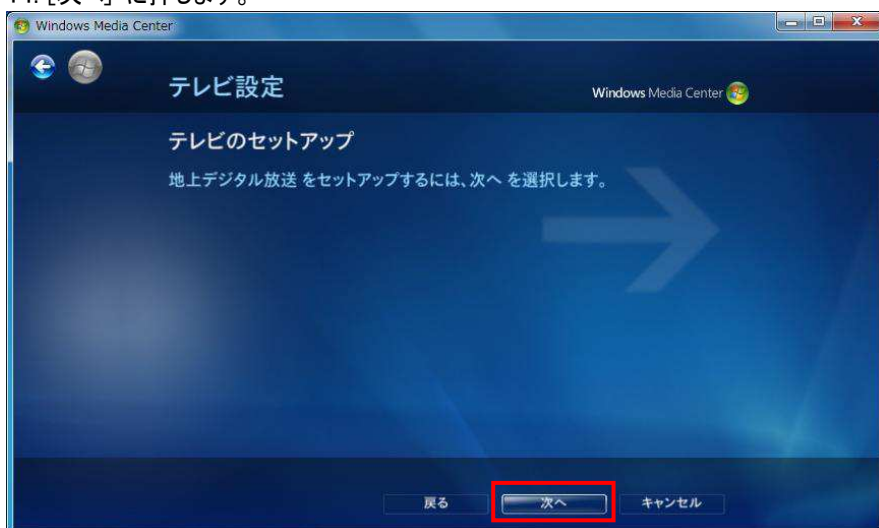 Windows Media Center
テレビ設定
Windows Media Center
テレビのセットアップ
地上デジタル放送 をセットアップするには、次へ を選択します。
戻る 次へ キャンセル